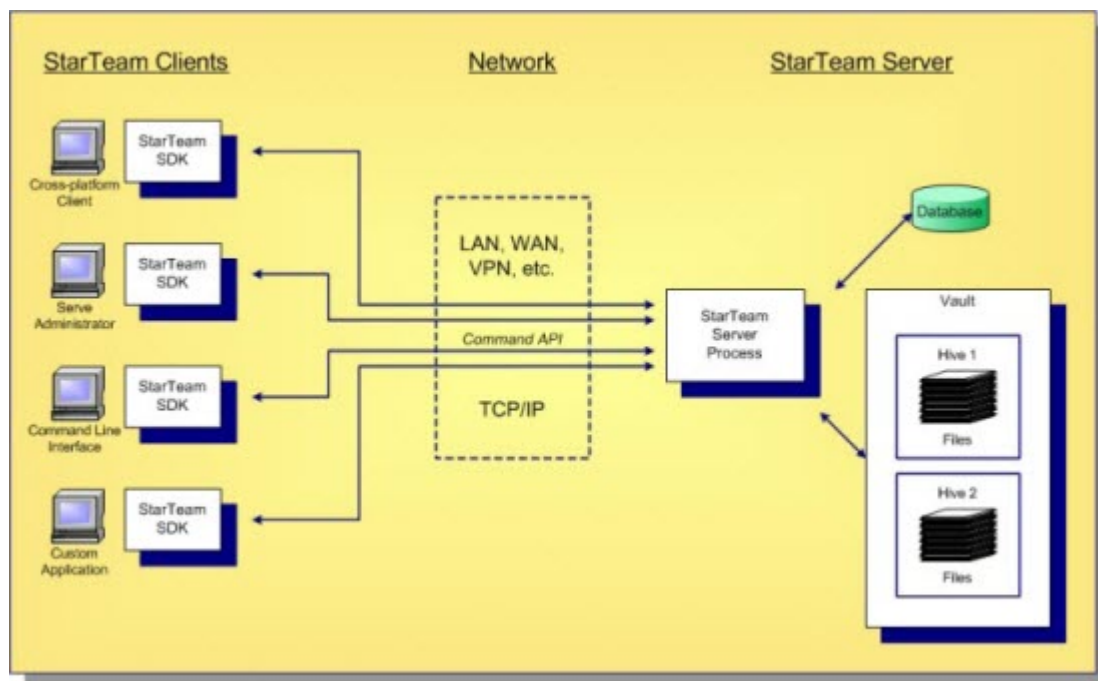 StarTeam Clients
Network
StarTeam Server
StarTeam
SDK
Cross-platform
Client
StarTeam
SDK
Serve
Administrator
StarTeam
SDK
Command Line
Interface
StarTeam
SDK
Custom
Application
LAN, WAN,
VPN, etc.
Command API
TCP/IP
StarTeam
Server
Process
Database
Vault
Hive 1
Files
Hive 2
Files